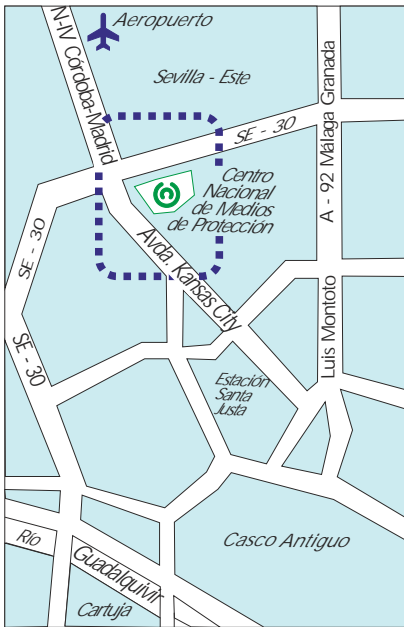 Aeropuerto
N-IV Córdoba-Madrid
Sevilla - Este
SE - 30
A - 92 Málaga Granada
Centro
Nacional
de Medios
de Protección
C
SE - 30
Avda. Kansas City
SE - 30
Luis Montoto
Estación
Santa
Justa
Río
Guadalquivir
Casco Antiguo
Cartuja